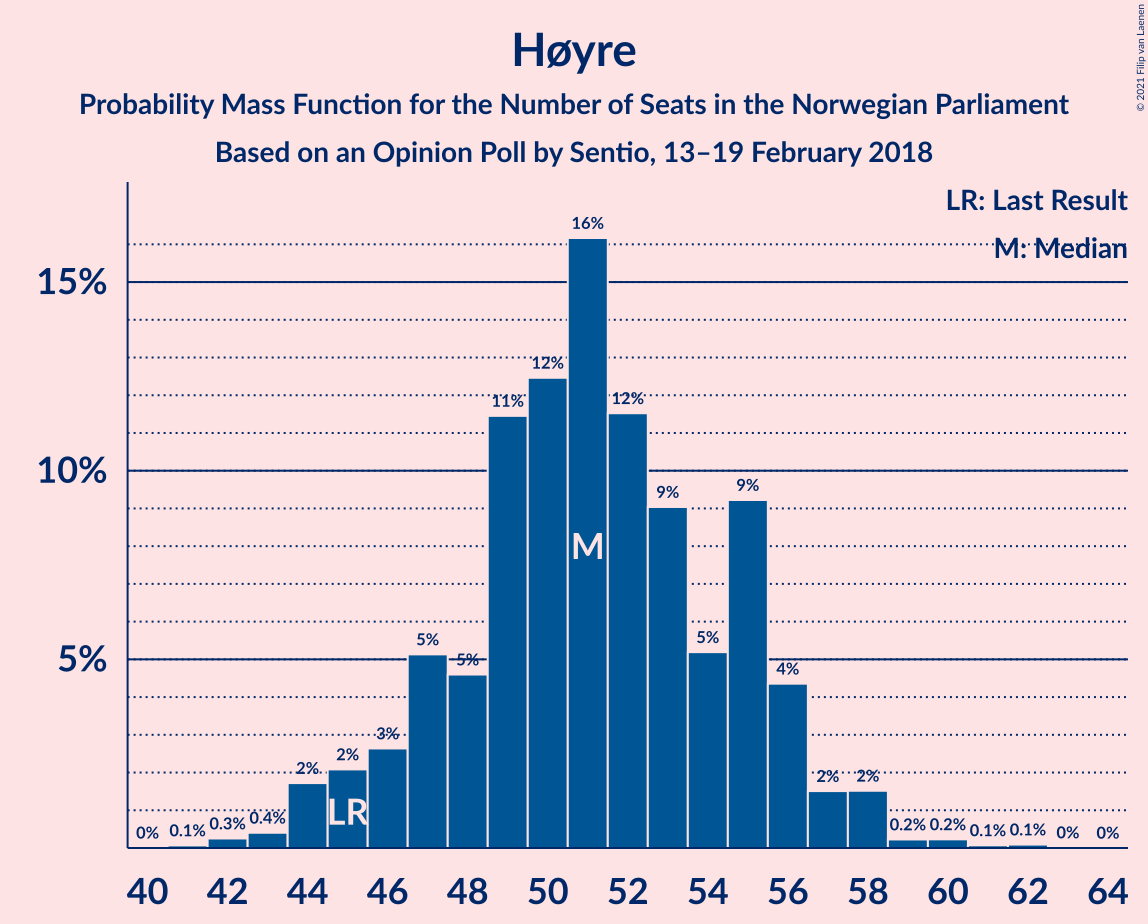 Høyre
Probability Mass Function for the Number of Seats in the Norwegian Parliament
Based on an Opinion Poll by Sentio, 13–19 February 2018
© 2021 Filip van Laenen
LR: Last Result
M: Median
15%
10%
5%
0% 0.1% 0.3% 0.4% 2% 2% 3% 5% 5% 11% 12% 16% 12% 9% 5% 9% 4% 2% 2% 0.2% 0.2% 0.1% 0.1% 0% 0%
M
LR
40 42 44 46 48 50 52 54 56 58 60 62 64